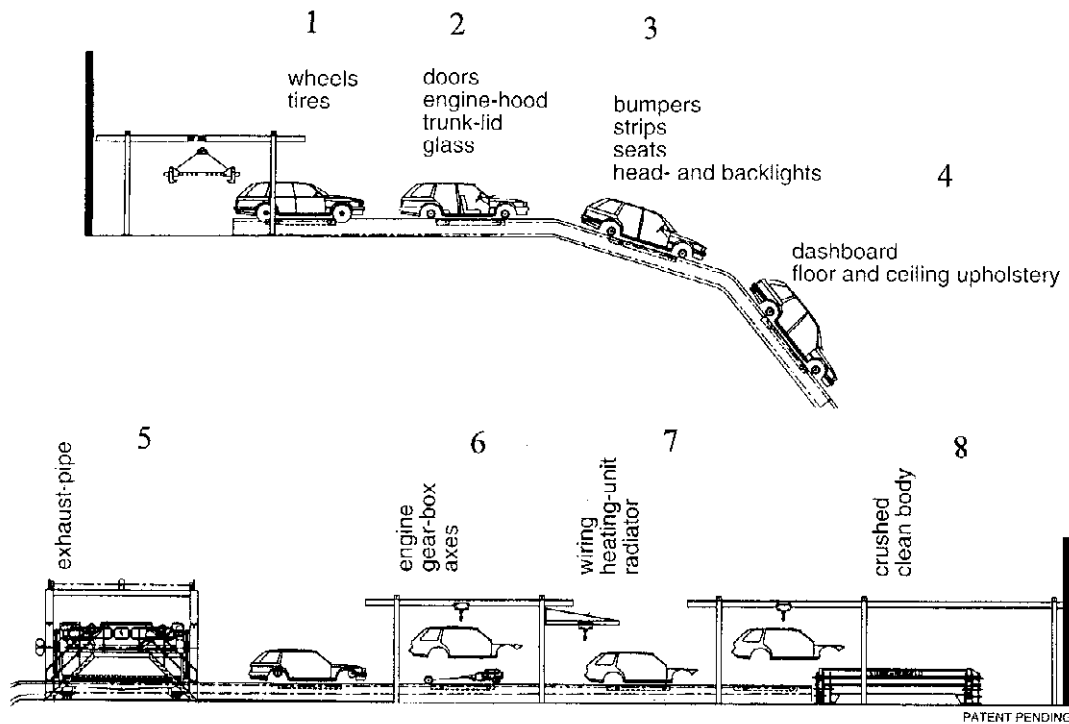 1
wheels
tires
2
doors
engine-hood
trunk-lid
glass
3
bumpers
strips
seats
head- and backlights
4
dashboard
floor and ceiling upholstery
5
exhaust-pipe
6
engine
gear-box
axes
7
wiring
heating-unit
radiator
8
crushed
clean body
PATENT PENDING